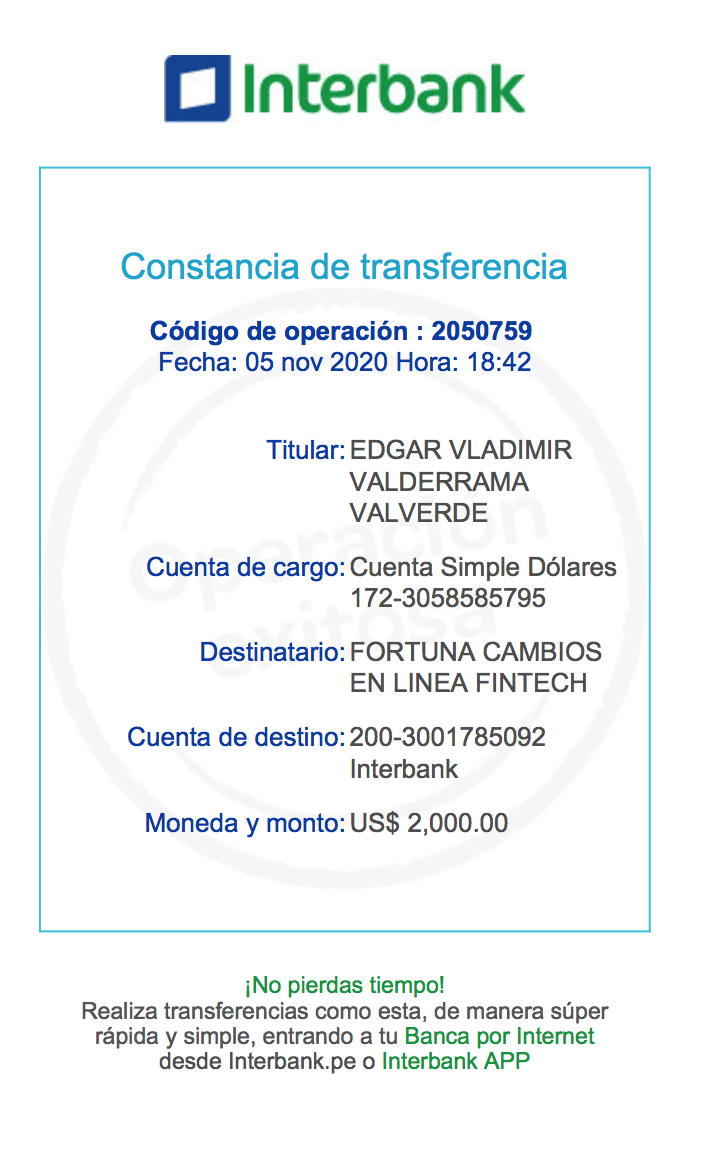 Interbank
Constancia de transferencia
Código de operación : 2050759
Fecha: 05 nov 2020 Hora: 18:42
Titular: EDGAR VLADIMIR
VALDERRAMA
VALVERDE
Cuenta de cargo: Cuenta Simple Dólares
172-3058585795
Destinatario: FORTUNA CAMBIOS
EN LINEA FINTECH
Cuenta de destino: 200-3001785092
Interbank
Moneda y monto: US$ 2,000.00
Operación
exitosa
¡No pierdas tiempo!
Realiza transferencias como esta, de manera súper
rápida y simple, entrando a tu Banca por Internet
desde Interbank.pe o Interbank APP